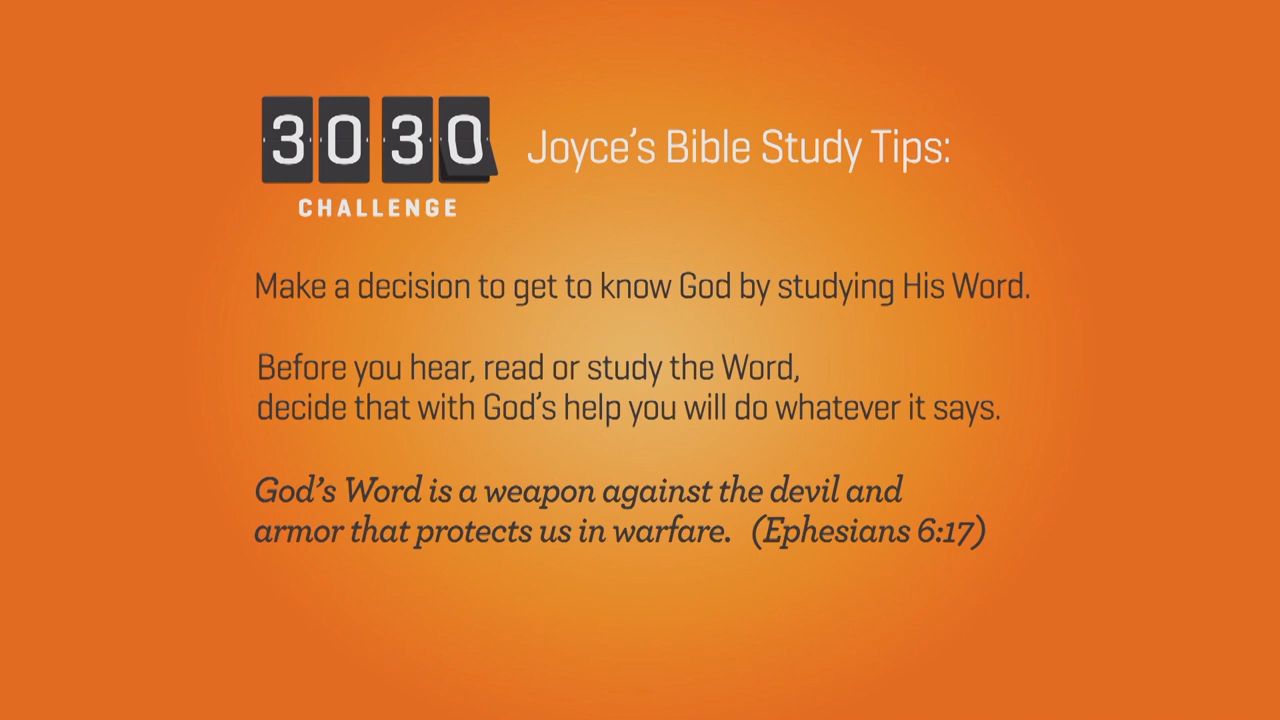 3030
CHALLENGE
Joyce's Bible Study Tips:
Make a decision to get to know God by studying His Word.
Before you hear, read or study the Word,
decide that with God's help you will do whatever it says.
God's Word is a weapon against the devil and
armor that protects us in warfare. (Ephesians 6:17)